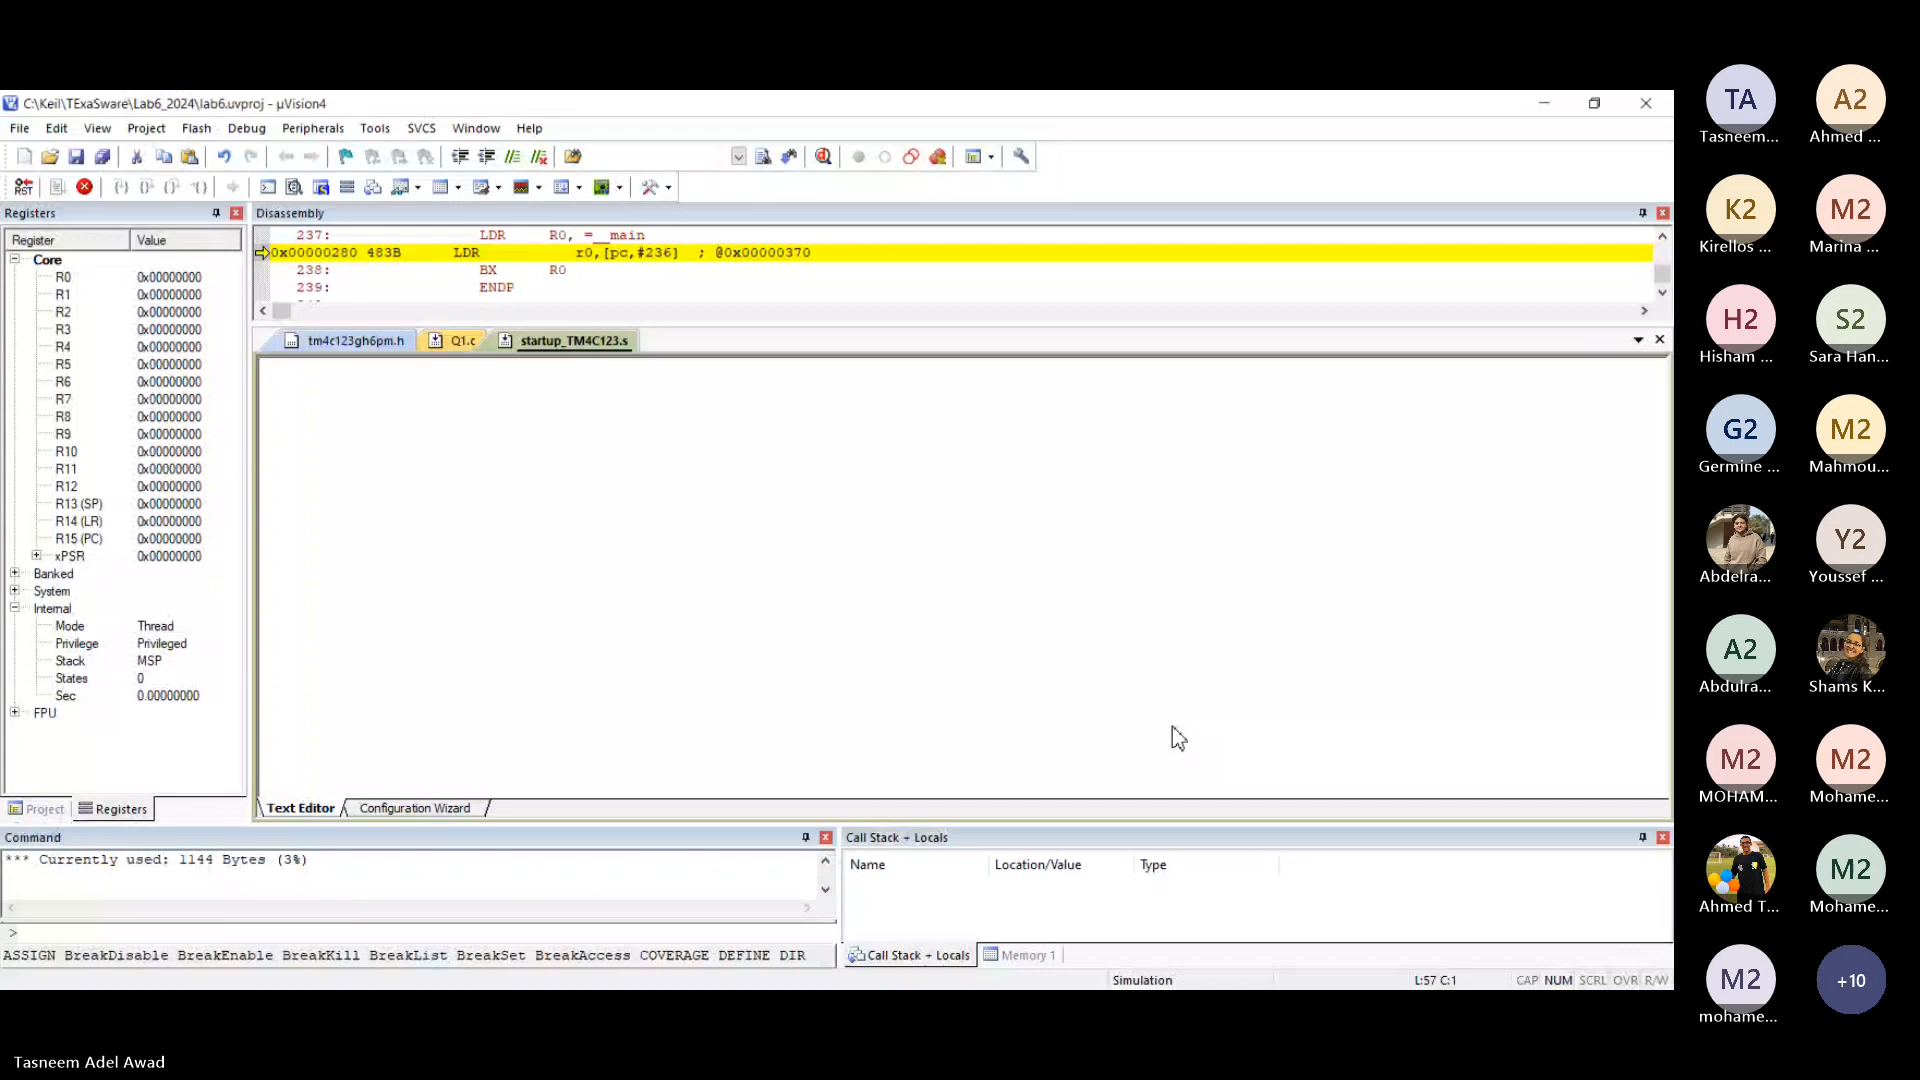 C:\Keil\TExaSware\Lab6_2024\lab6.uvproj - µVision4
File Edit View Project Flash Debug Peripherals Tools SVCS Window Help
RST
Registers
Register Value
Core
R0 0x00000000
R1 0x00000000
R2 0x00000000
R3 0x00000000
R4 0x00000000
R5 0x00000000
R6 0x00000000
R7 0x00000000
R8 0x00000000
R9 0x00000000
R10 0x00000000
R11 0x00000000
R12 0x00000000
R13 (SP) 0x00000000
R14 (LR) 0x00000000
R15 (PC) 0x00000000
xPSR 0x00000000
Banked
System
Internal
Mode Thread
Privilege Privileged
Stack MSP
States 0
Sec 0.00000000
FPU
Project Registers
Disassembly
237: LDR R0, =__main
0x00000280 483B LDR r0,[pc,#236] ; @0x00000370
238: BX R0
239: ENDP
tm4c123gh6pm.h Q1.c startup_TM4C123.s
Text Editor Configuration Wizard
Command
*** Currently used: 1144 Bytes (3%)
>
ASSIGN BreakDisable BreakEnable BreakKill BreakList BreakSet BreakAccess COVERAGE DEFINE DIR
Call Stack + Locals
Name Location/Value Type
Call Stack + Locals Memory 1
Simulation L:57 C:1 CAP NUM SCRL OVR R/W
TA A2
Tasneem... Ahmed ...
K2 M2
Kirellos ... Marina ...
H2 S2
Hisham ... Sara Han...
G2 M2
Germine ... Mahmou...
Y2
Abdelra... Youssef ...
A2
Abdulra... Shams K...
M2 M2
MOHAM... Mohame...
M2
Ahmed T... Mohame...
M2 +10
mohame...
Tasneem Adel Awad